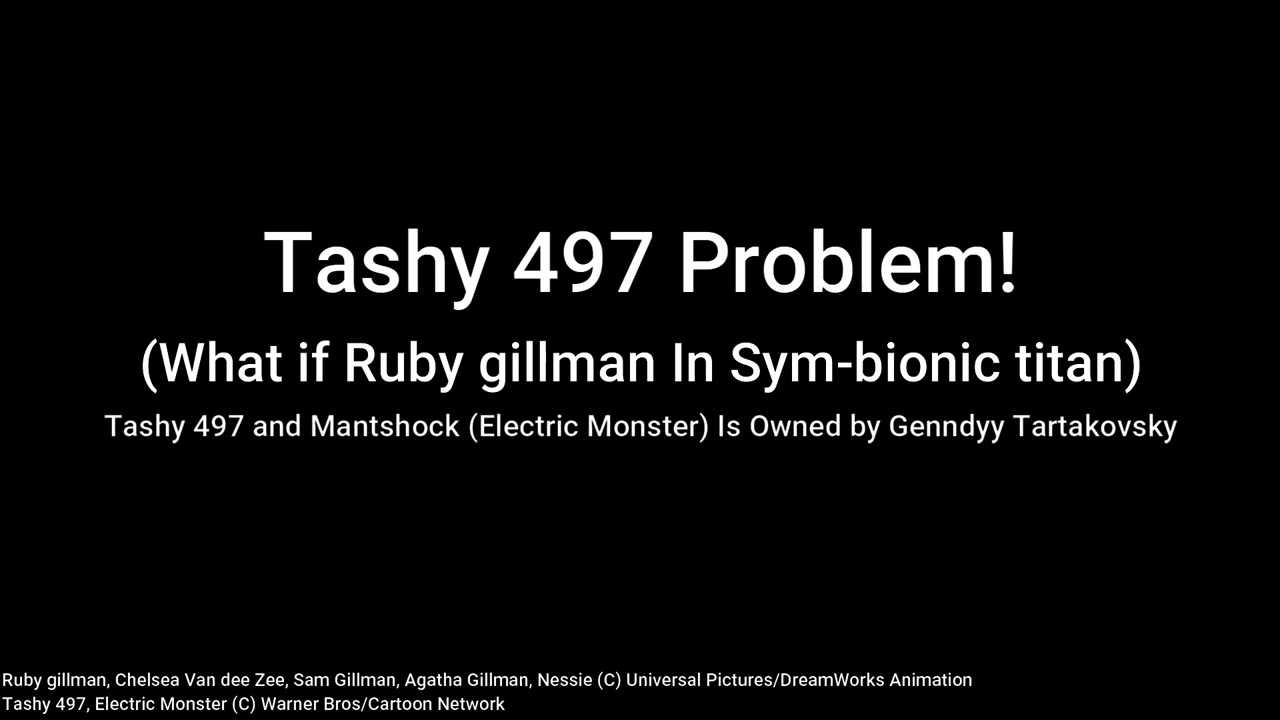 Tashy 497 Problem!
(What if Ruby gillman In Sym-bionic titan)
Tashy 497 and Mantshock (Electric Monster) Is Owned by Genndyy Tartakovsky
Ruby gillman, Chelsea Van dee Zee, Sam Gillman, Agatha Gillman, Nessie (C) Universal Pictures/DreamWorks Animation
Tashy 497, Electric Monster (C) Warner Bros/Cartoon Network